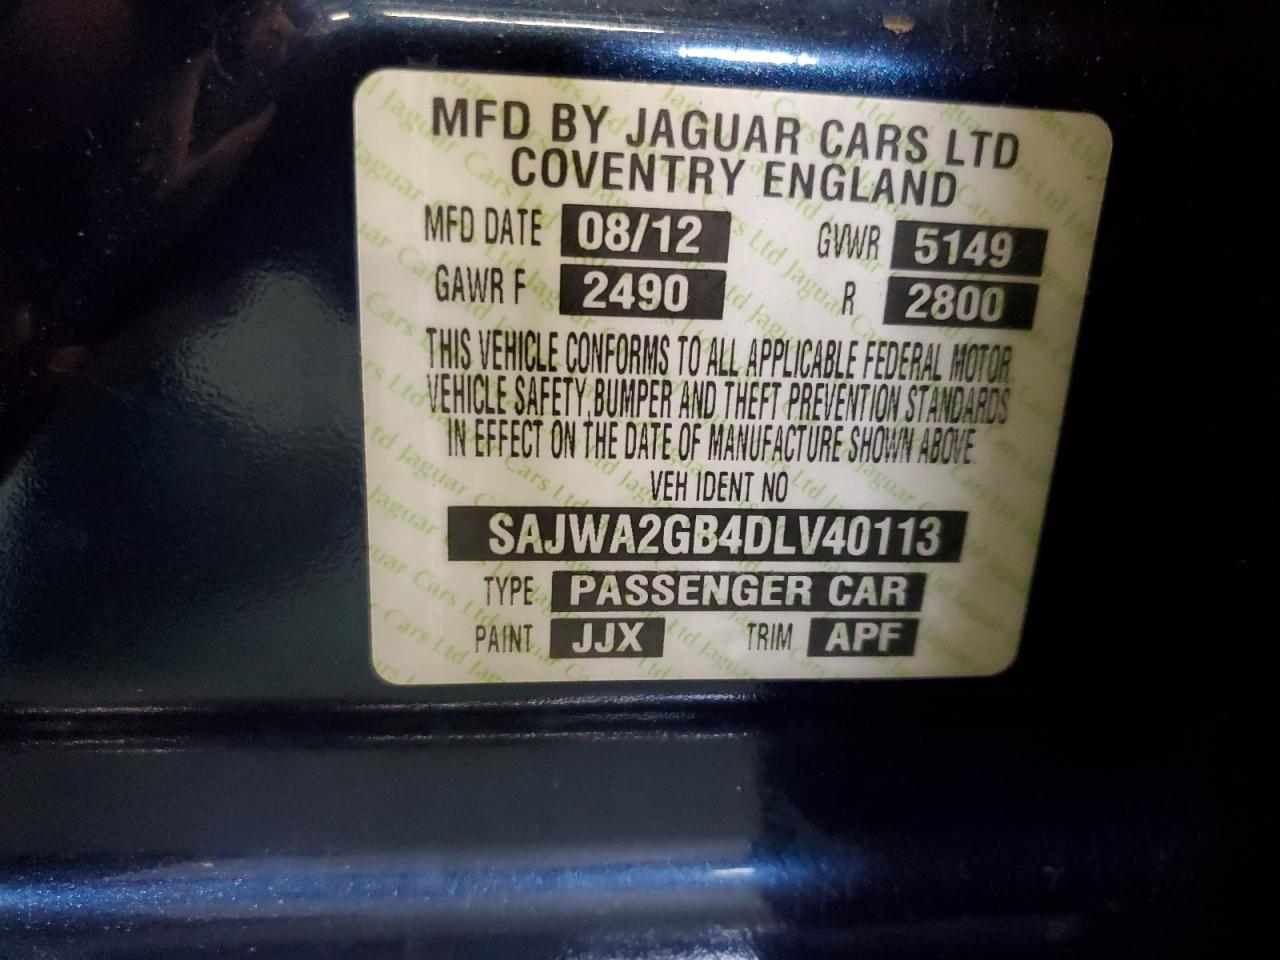 MFD BY JAGUAR CARS LTD
COVENTRY ENGLAND
MFD DATE 08/12 GVWR 5149
GAWR F 2490 R 2800
THIS VEHICLE CONFORMS TO ALL APPLICABLE FEDERAL MOTOR
VEHICLE SAFETY, BUMPER AND THEFT PREVENTION STANDARDS
IN EFFECT ON THE DATE OF MANUFACTURE SHOWN ABOVE
VEH IDENT NO
SAJWA2GB4DLV40113
TYPE PASSENGER CAR
PAINT JJX TRIM APF